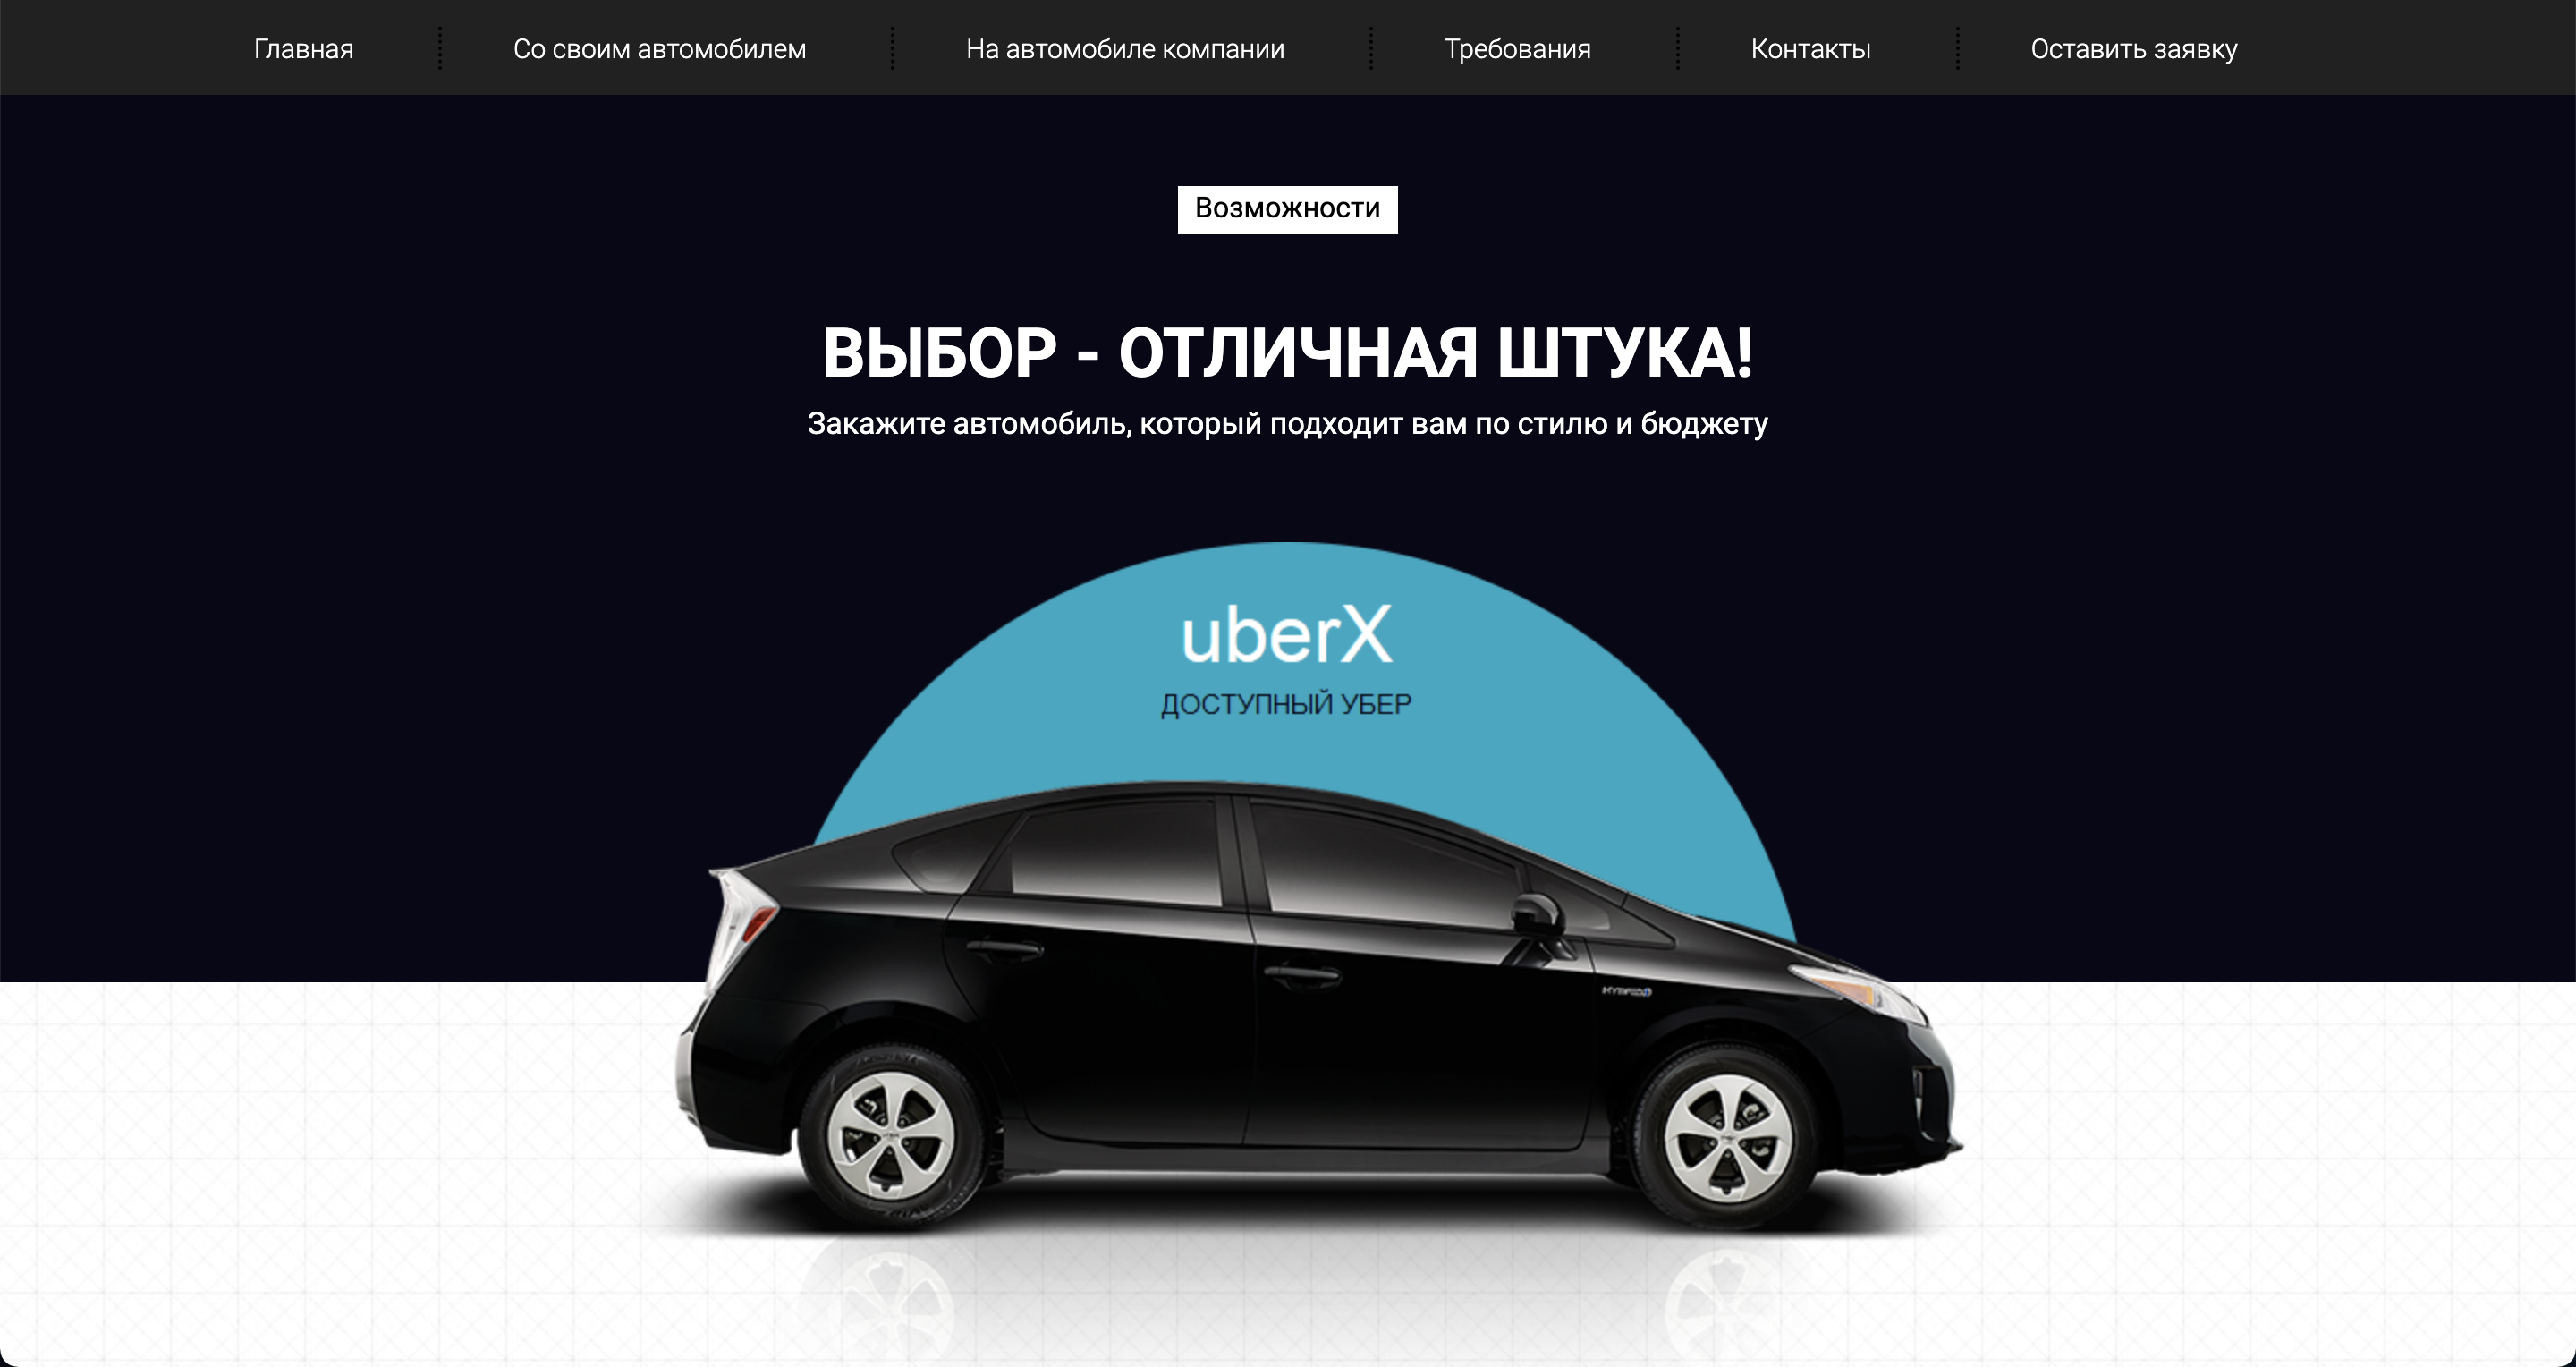 Главная
Со своим автомобилем
На автомобиле компании
Требования
Контакты
Оставить заявку
Возможности
ВЫБОР - ОТЛИЧНАЯ ШТУКА!
Закажите автомобиль, который подходит вам по стилю и бюджету
uberX
ДОСТУПНЫЙ УБЕР
HYBRID